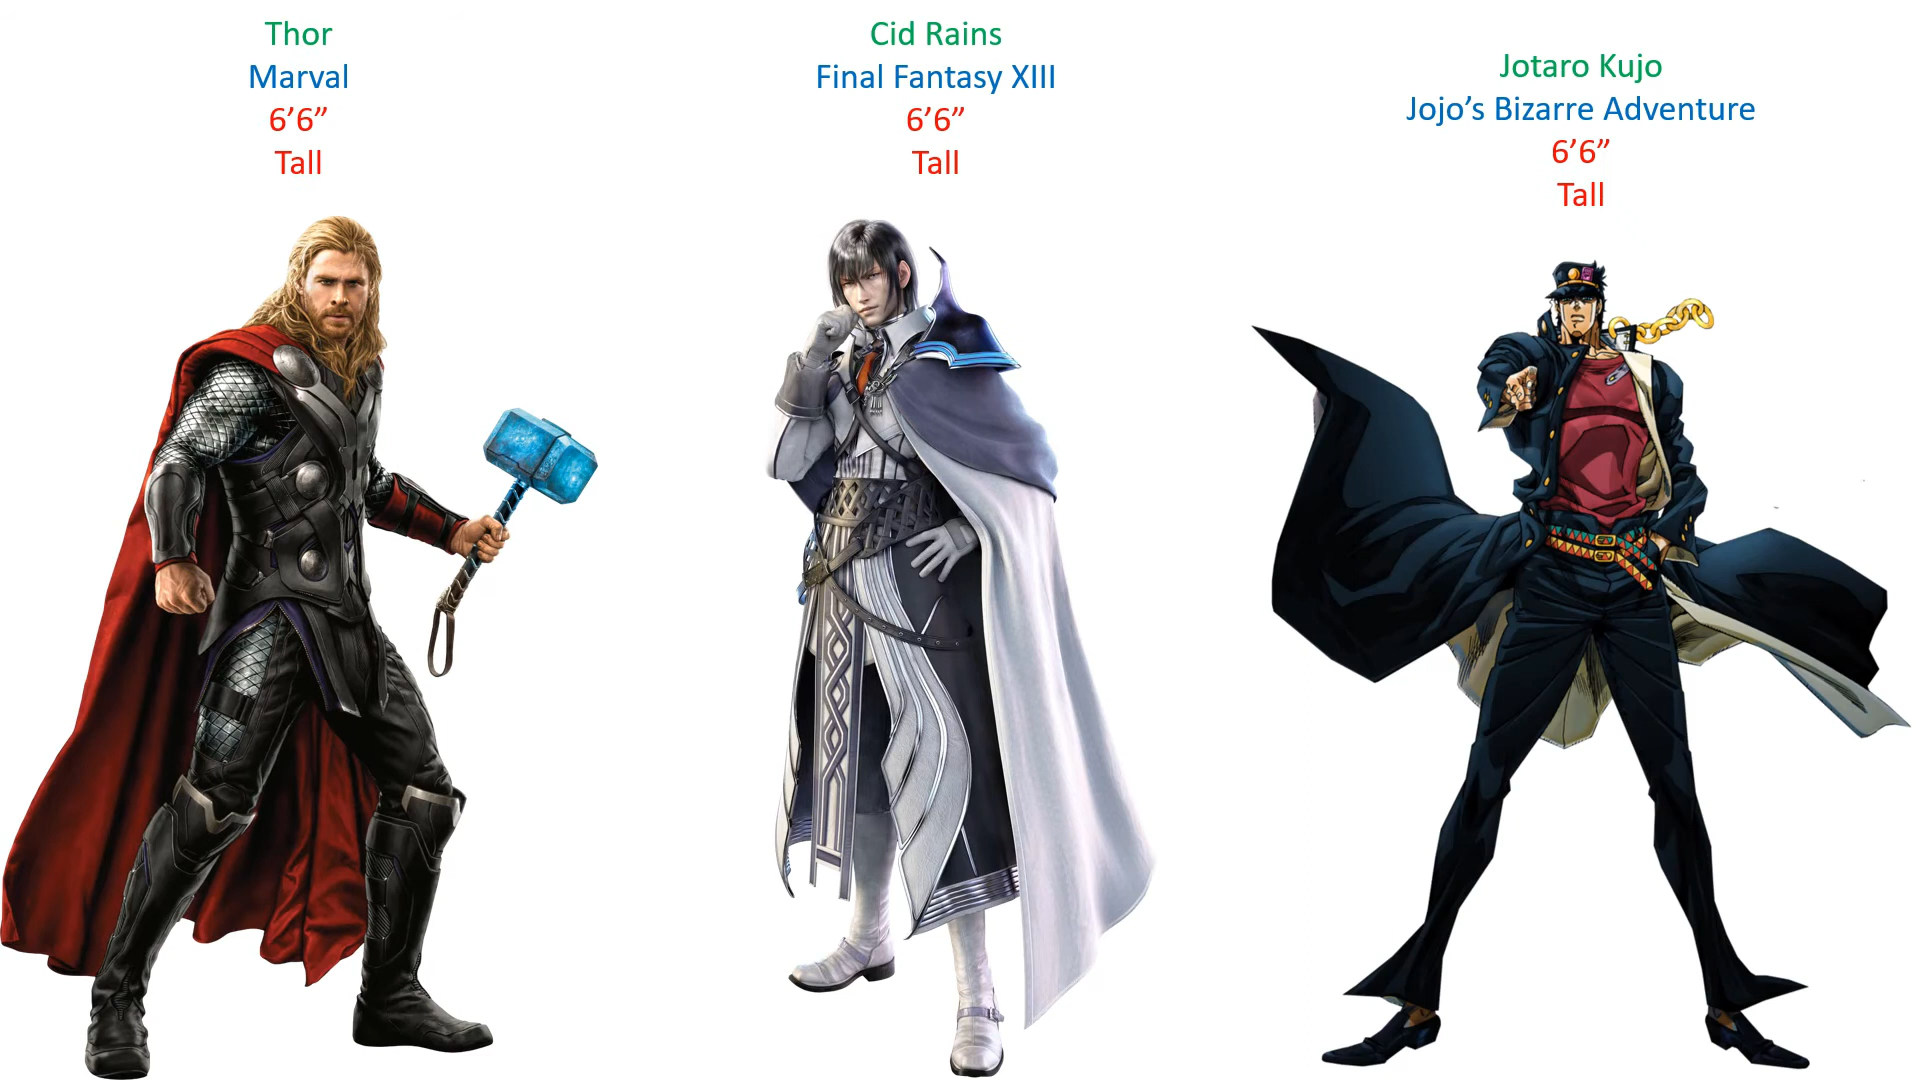 Thor
Marval
6’6”
Tall
Cid Rains
Final Fantasy XIII
6’6”
Tall
Jotaro Kujo
Jojo’s Bizarre Adventure
6’6”
Tall